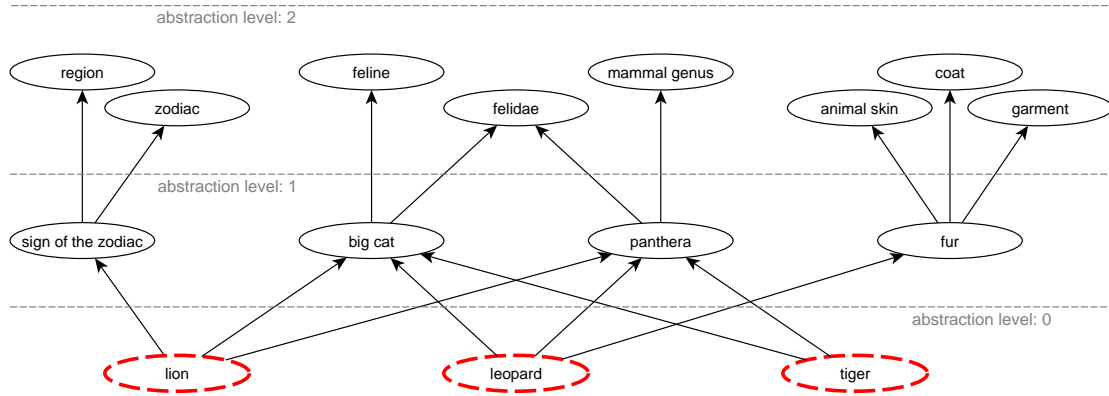 abstraction level: 2
region
feline
mammal genus
coat
zodiac
felidae
animal skin
garment
abstraction level: 1
sign of the zodiac
big cat
panthera
fur
abstraction level: 0
lion
leopard
tiger